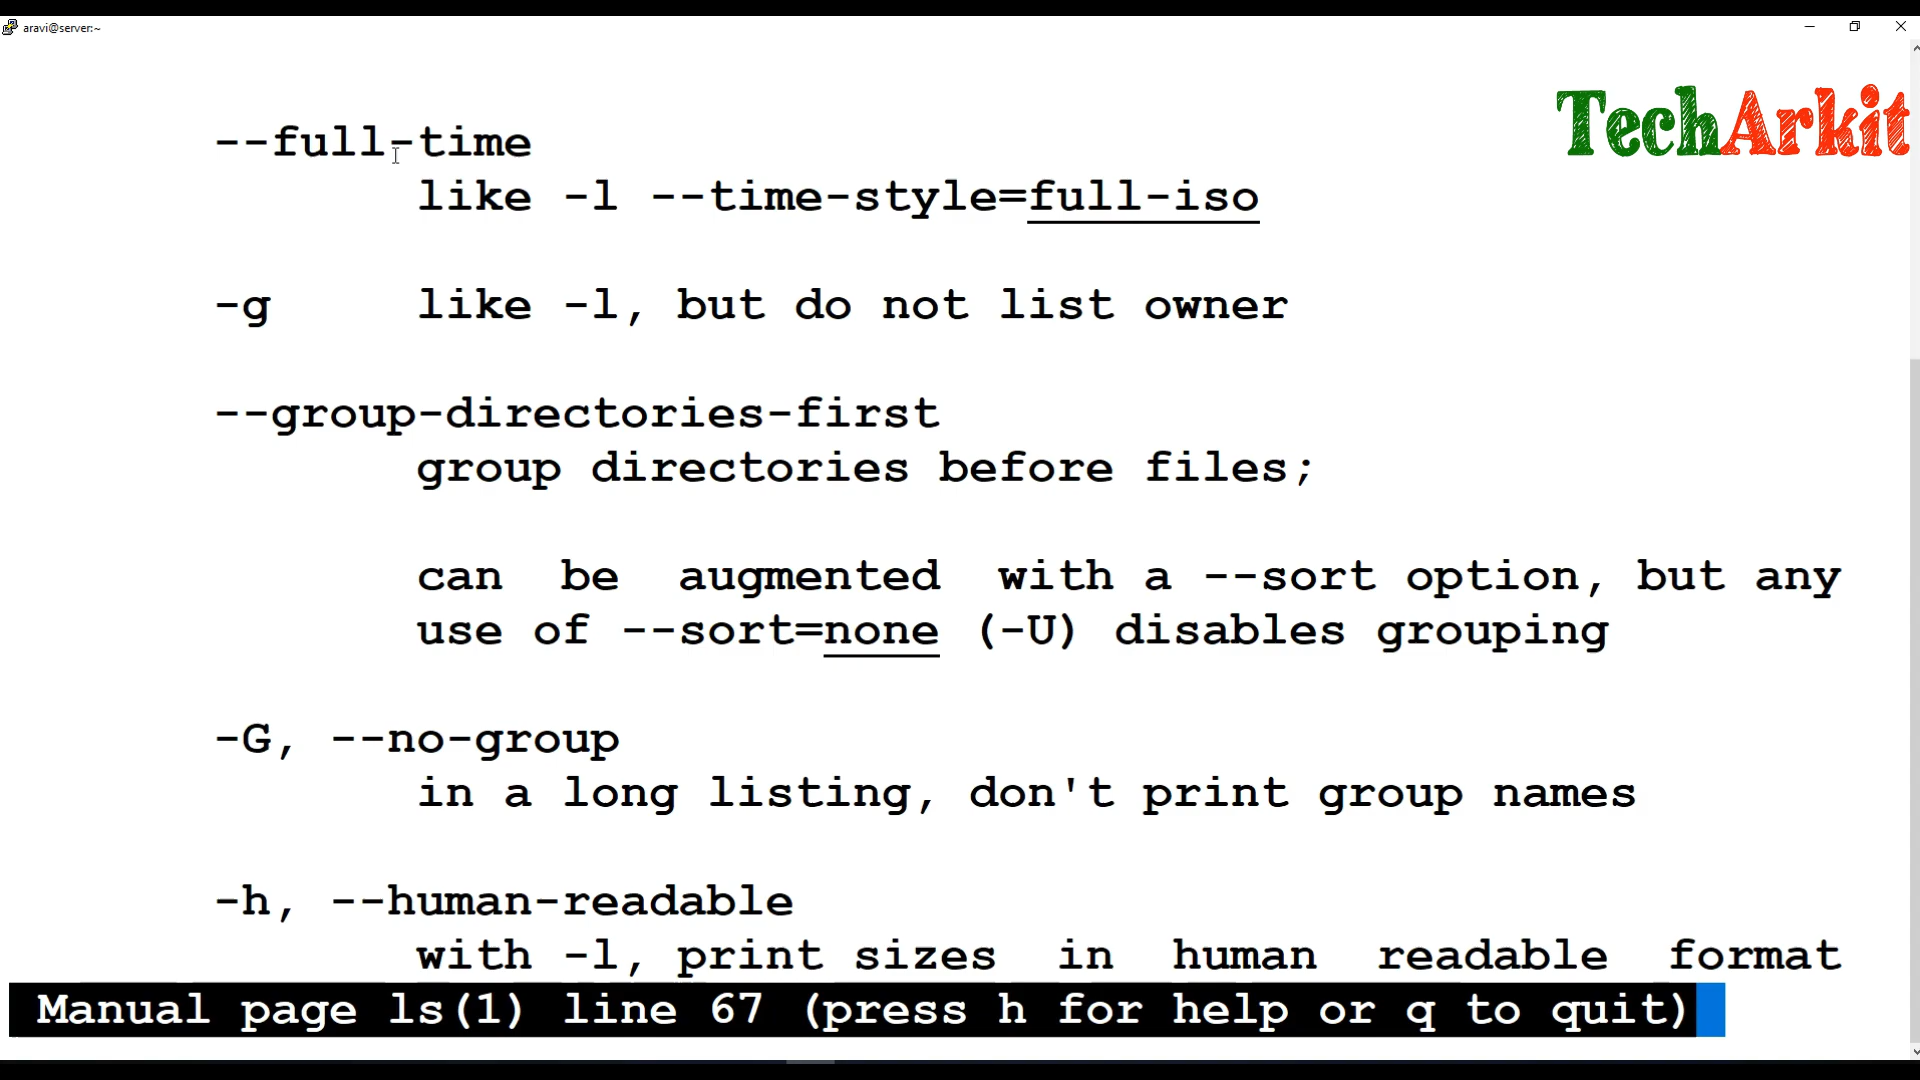 aravi@server:~
TechArkit
--full-time
like -l --time-style=full-iso
-g like -l, but do not list owner
--group-directories-first
group directories before files;
can be augmented with a --sort option, but any
use of --sort=none (-U) disables grouping
-G, --no-group
in a long listing, don't print group names
-h, --human-readable
with -l, print sizes in human readable format
Manual page ls(1) line 67 (press h for help or q to quit)